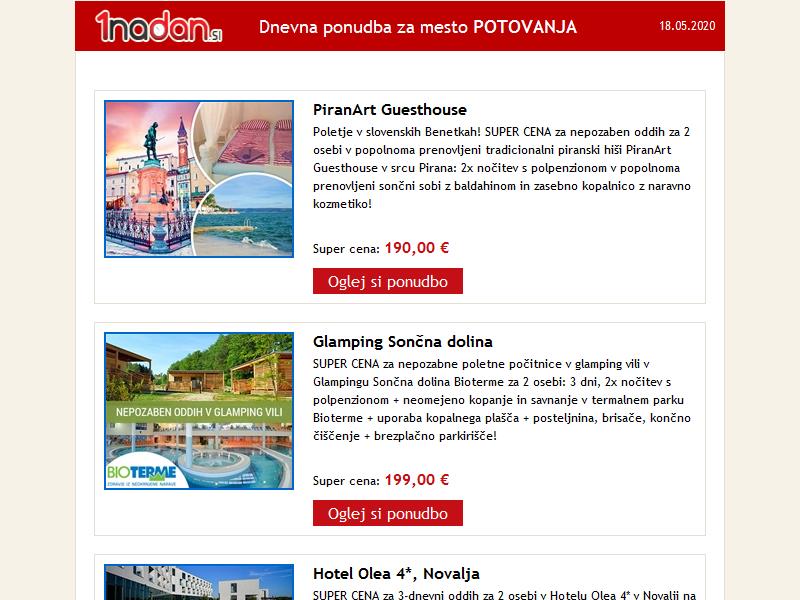 1nadan.si
Dnevna ponudba za mesto POTOVANJA
18.05.2020
PiranArt Guesthouse
Poletje v slovenskih Benetkah! SUPER CENA za nepozaben oddih za 2
osebi v popolnoma prenovljeni tradicionalni piranski hiši PiranArt
Guesthouse v srcu Pirana: 2x nočitev s polpenzionom v popolnoma
prenovljeni sončni sobi z baldahinom in zasebno kopalnico z naravno
kozmetiko!
Super cena: 190,00 €
Oglej si ponudbo
NEPOZABEN ODDIH V GLAMPING VILI
BIOTERME
ZDRAVJE IZ NEOKRNJENE NARAVE
Glamping Sončna dolina
SUPER CENA za nepozabne poletne počitnice v glamping vili v
Glampingu Sončna dolina Bioterme za 2 osebi: 3 dni, 2x nočitev s
polpenzionom + neomejeno kopanje in savnanje v termalnem parku
Bioterme + uporaba kopalnega plašča + posteljnina, brisače, končno
čiščenje + brezplačno parkirišče!
Super cena: 199,00 €
Oglej si ponudbo
Hotel Olea 4*, Novalja
SUPER CENA za 3-dnevni oddih za 2 osebi v Hotelu Olea 4* v Novalji na